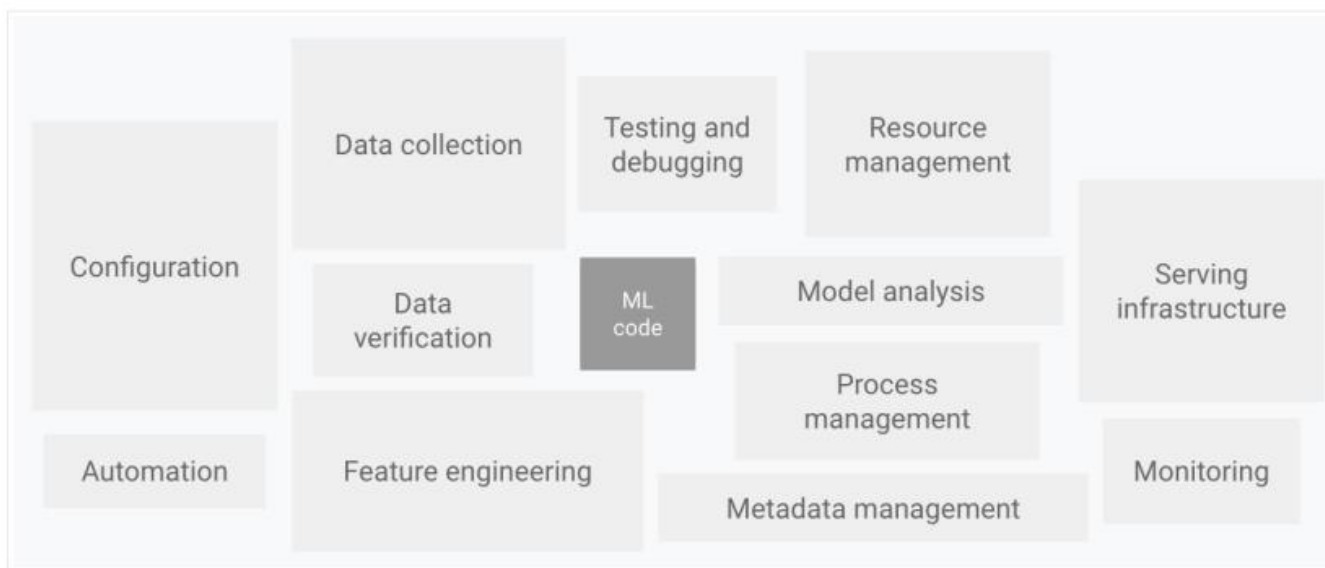 Configuration
Automation
Data collection
Data
verification
Feature engineering
Testing and
debugging
ML
code
Resource
management
Model analysis
Process
management
Metadata management
Serving
infrastructure
Monitoring